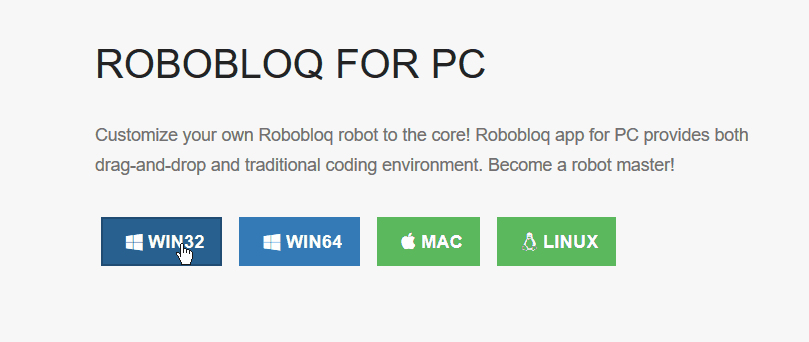 ROBOBLOQ FOR PC
Customize your own Robobloq robot to the core! Robobloq app for PC provides both
drag-and-drop and traditional coding environment. Become a robot master!
WIN32 WIN64 MAC LINUX